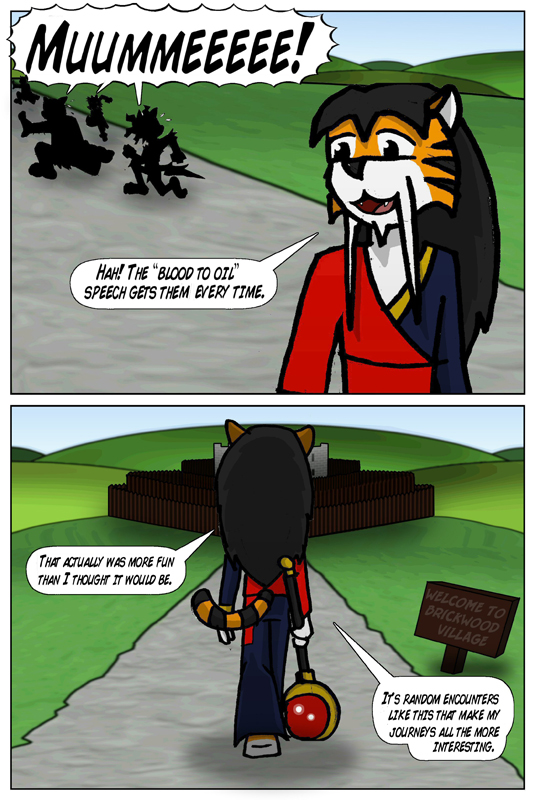 MUUMMEEEEE!
HAH! THE "BLOOD TO OIL"
SPEECH GETS THEM EVERY TIME.
THAT ACTUALLY WAS MORE FUN
THAN I THOUGHT IT WOULD BE.
WELCOME TO
BRICKWOOD
VILLAGE
IT'S RANDOM ENCOUNTERS
LIKE THIS THAT MAKE MY
JOURNEYS ALL THE MORE
INTERESTING.